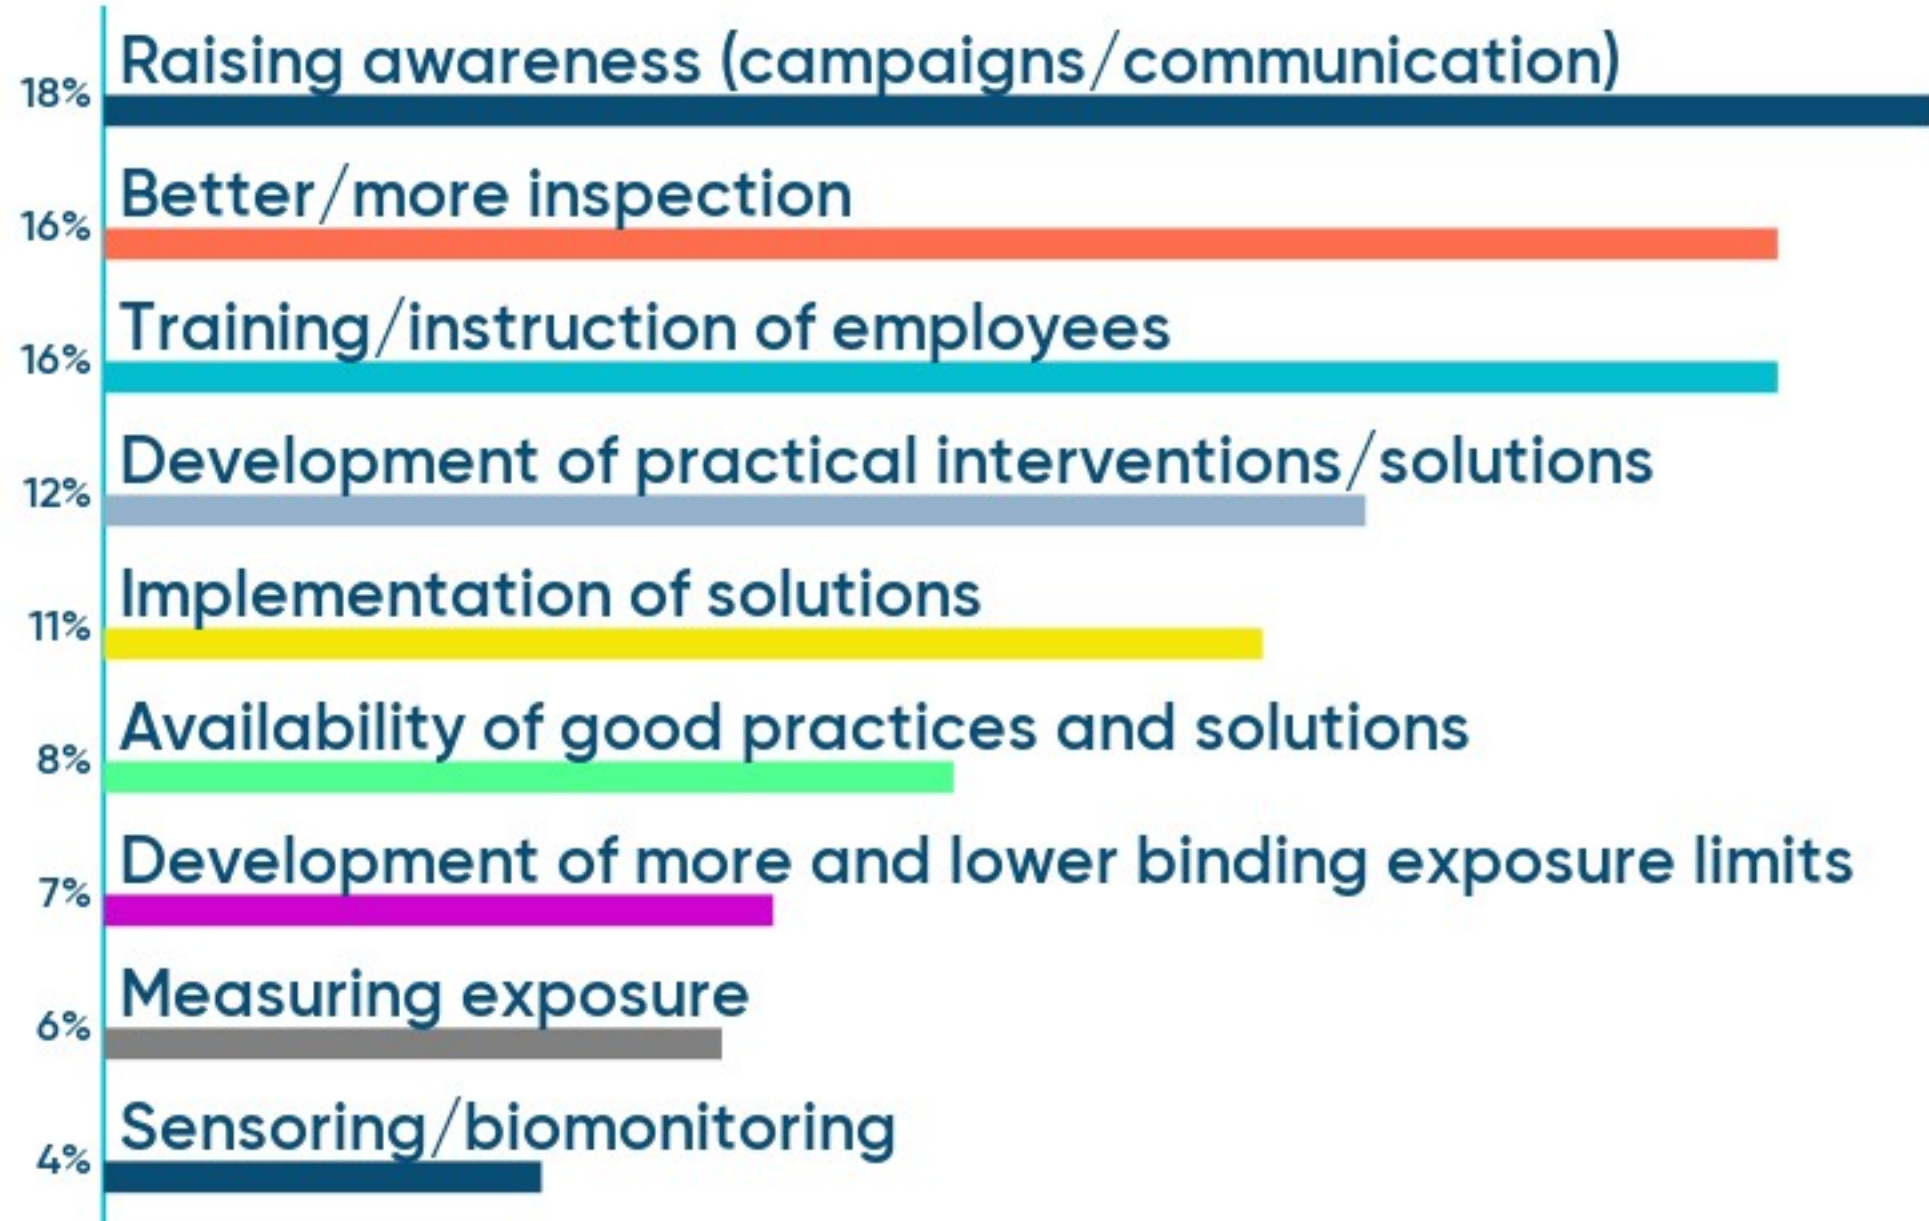 Raising awareness (campaigns/communication)
18%
Better/more inspection
16%
Training/instruction of employees
16%
Development of practical interventions/solutions
12%
Implementation of solutions
11%
Availability of good practices and solutions
8%
Development of more and lower binding exposure limits
7%
Measuring exposure
6%
Sensoring/biomonitoring
4%